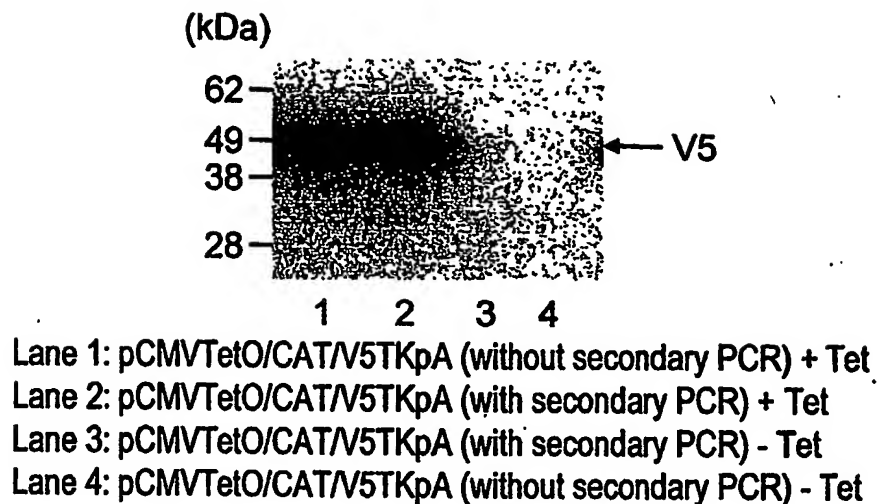 (kDa)
62
49
38
28
V5
1 2 3 4
Lane 1: pCMVTetO/CAT/V5TKpA (without secondary PCR) + Tet
Lane 2: pCMVTetO/CAT/V5TKpA (with secondary PCR) + Tet
Lane 3: pCMVTetO/CAT/V5TKpA (with secondary PCR) - Tet
Lane 4: pCMVTetO/CAT/V5TKpA (without secondary PCR) - Tet